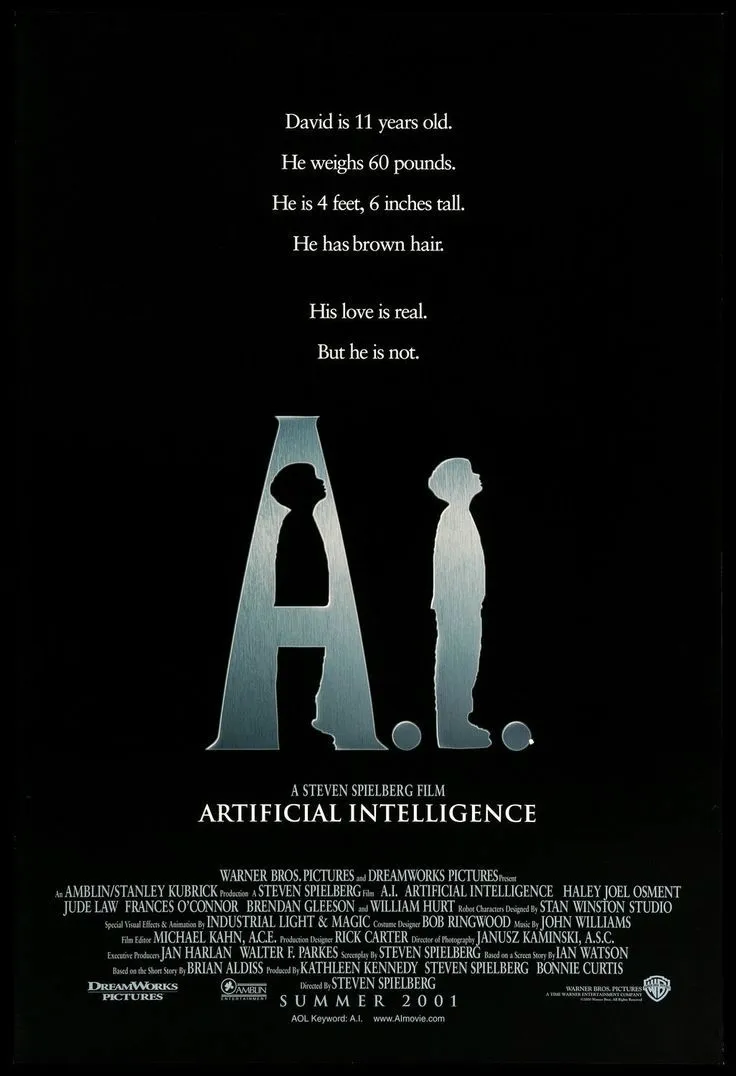 David is 11 years old.
He weighs 60 pounds.
He is 4 feet, 6 inches tall.
He has brown hair.
His love is real.
But he is not.
A.I.
A STEVEN SPIELBERG FILM
ARTIFICIAL INTELLIGENCE
WARNER BROS. PICTURES and DREAMWORKS PICTURES Present
An AMBLIN/STANLEY KUBRICK Production A STEVEN SPIELBERG Film A.I. ARTIFICIAL INTELLIGENCE HALEY JOEL OSMENT
JUDE LAW FRANCES O'CONNOR BRENDAN GLEESON and WILLIAM HURT Robot Characters Designed By STAN WINSTON STUDIO
Special Visual Effects & Animation By INDUSTRIAL LIGHT & MAGIC Costume Designer BOB RINGWOOD Music By JOHN WILLIAMS
Film Editor MICHAEL KAHN, A.C.E. Production Designer RICK CARTER Director of Photography JANUSZ KAMINSKI, A.S.C.
Executive Producers JAN HARLAN WALTER F. PARKES Screenplay By STEVEN SPIELBERG Based on a Screen Story By IAN WATSON
Based on the Short Story By BRIAN ALDISS Produced By KATHLEEN KENNEDY STEVEN SPIELBERG BONNIE CURTIS
Directed By STEVEN SPIELBERG
DREAMWORKS
PICTURES
AMBLIN
ENTERTAINMENT
SUMMER 2001
WARNER BROS. PICTURES
A TIME WARNER ENTERTAINMENT COMPANY
AOL Keyword: A.I. www.AImovie.com